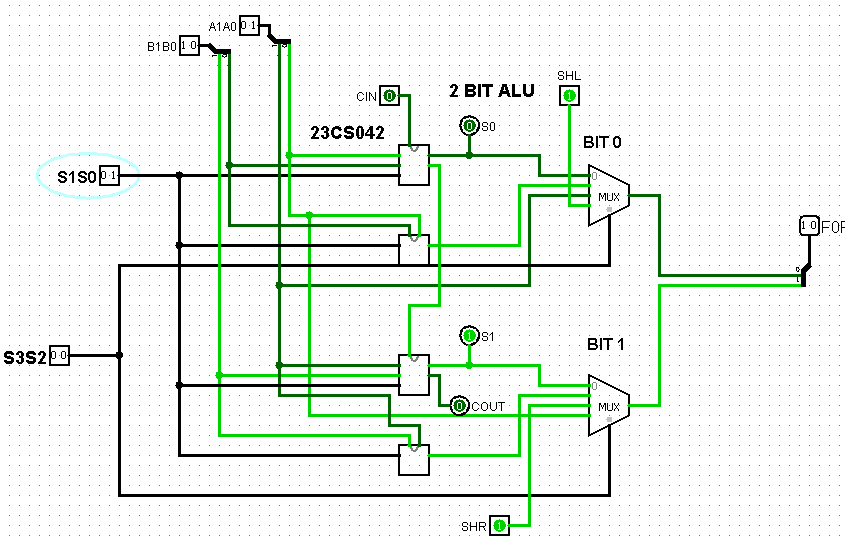 A1A0 0 1
B1B0 1 0
SHL
1
CIN 0
2 BIT ALU
0 S0
23CS042
BIT 0
S1S0 0 1
0
MUX
1 0 FOF
1 S1
BIT 1
S3S2 0 0
0
MUX
0 COUT
SHR 1